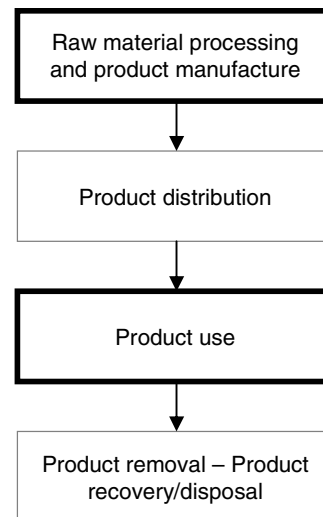 Raw material processing
and product manufacture
Product distribution
Product use
Product removal – Product
recovery/disposal